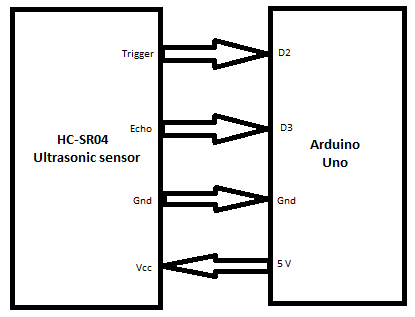 Trigger
D2
Echo
D3
HC-SR04
Ultrasonic sensor
Arduino
Uno
Gnd
Gnd
Vcc
5 V